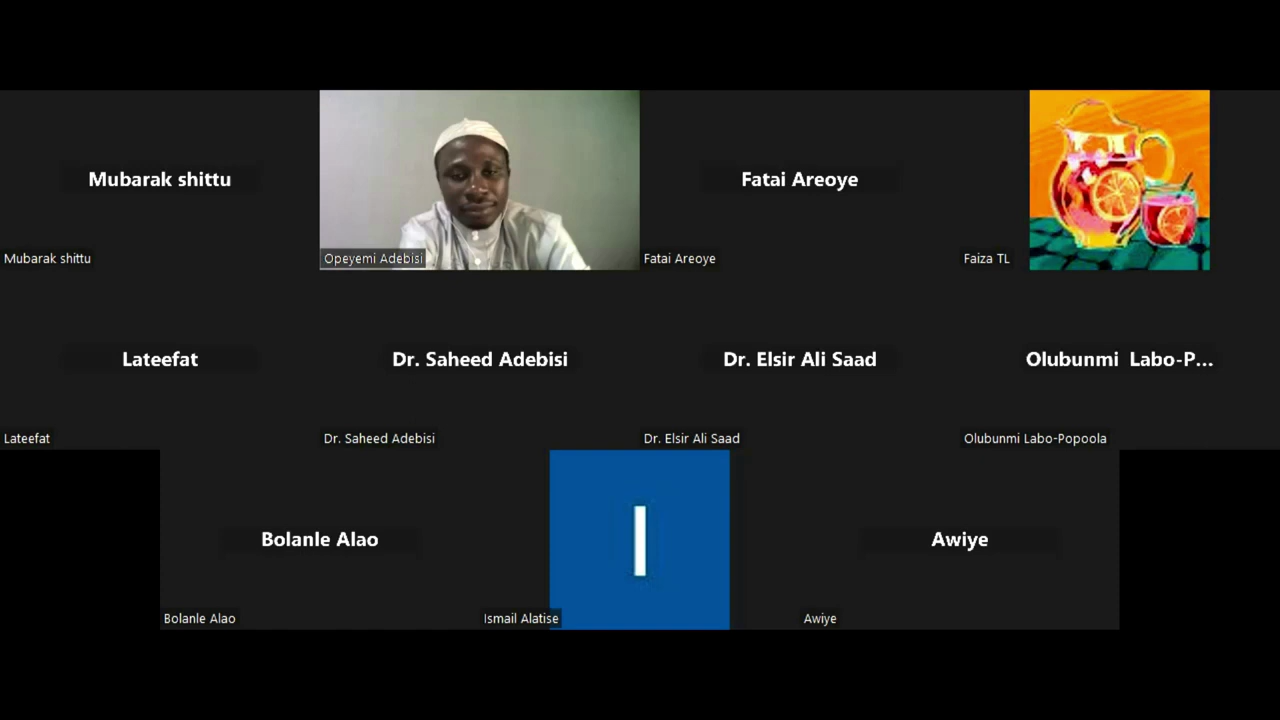 Mubarak shittu
Mubarak shittu
Opeyemi Adebisi
Fatai Areoye
Fatai Areoye
Faiza TL
Lateefat
Lateefat
Dr. Saheed Adebisi
Dr. Saheed Adebisi
Dr. Elsir Ali Saad
Dr. Elsir Ali Saad
Olubunmi Labo-P...
Olubunmi Labo-Popoola
Bolanle Alao
Bolanle Alao
I
Ismail Alatise
Awiye
Awiye